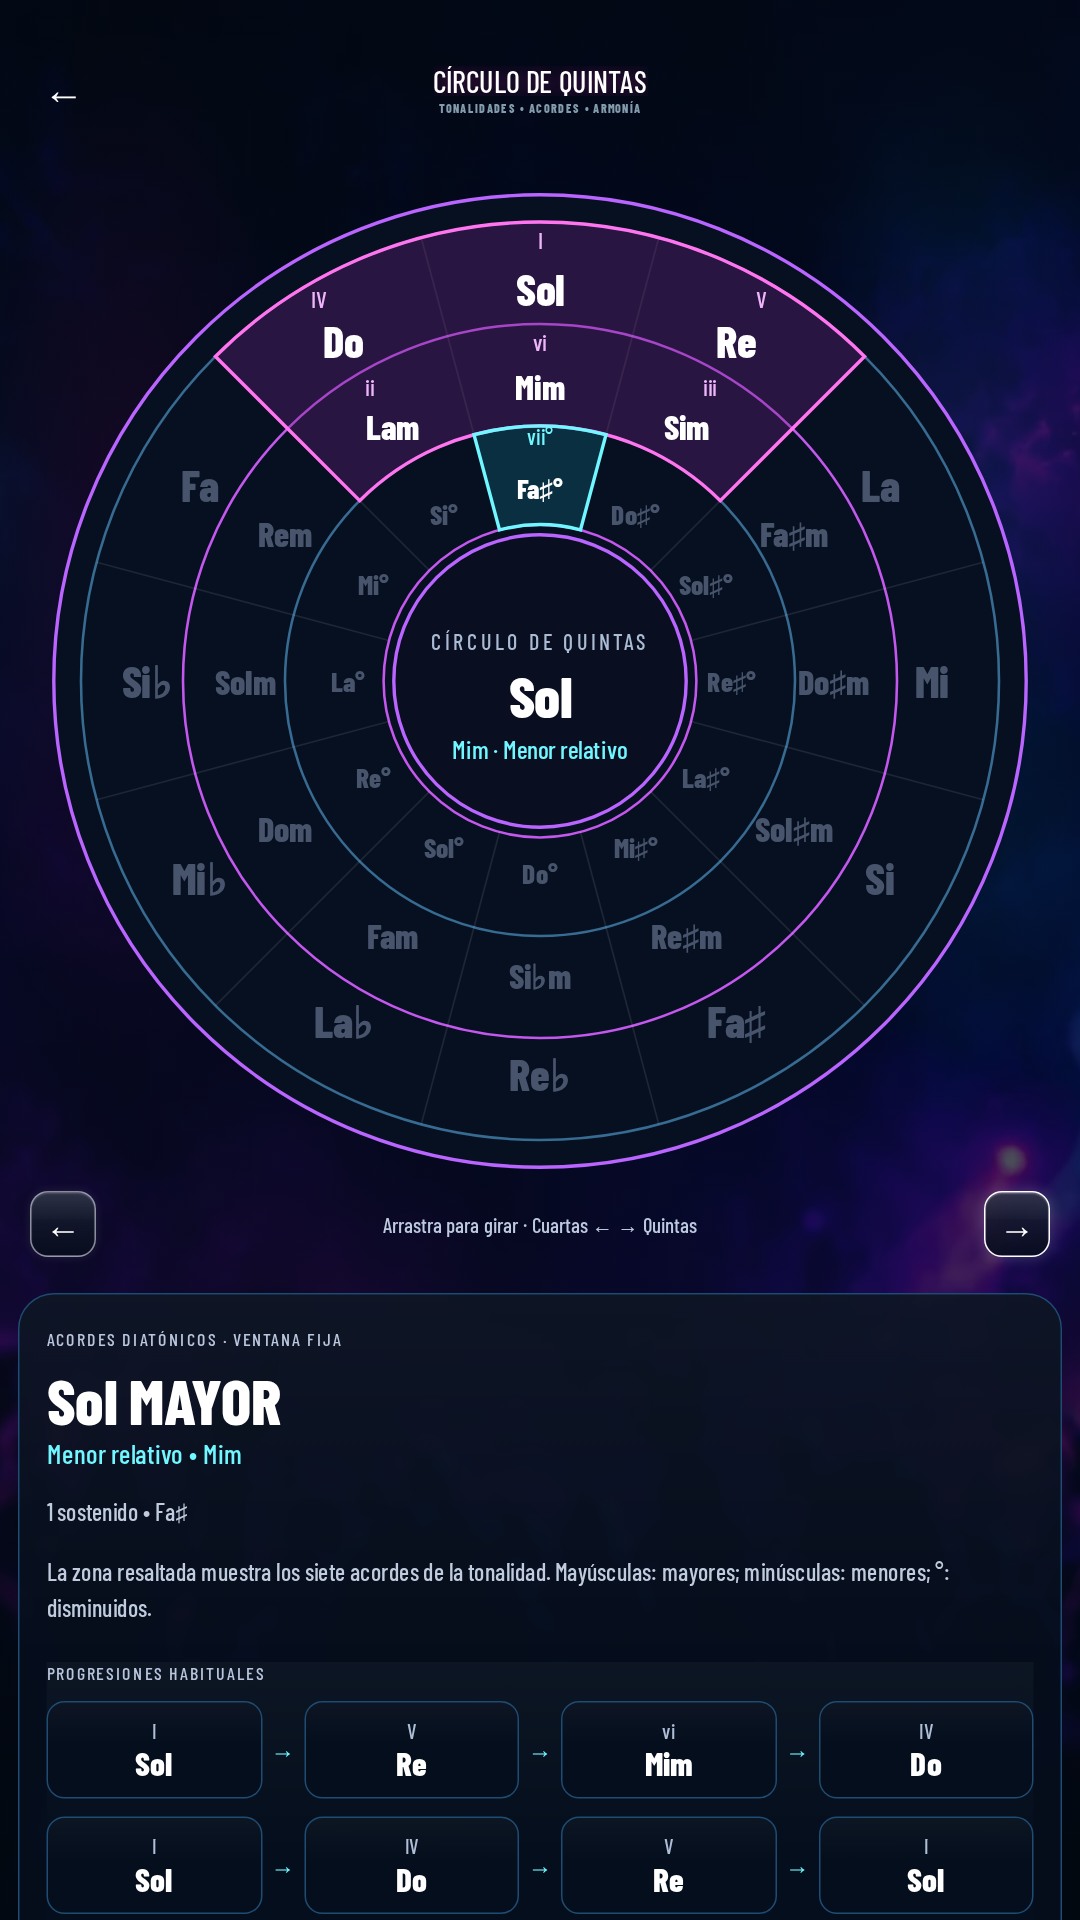 ←
CÍRCULO DE QUINTAS
TONALIDADES • ACORDES • ARMONÍA
I
Sol
IV
Do
V
Re
vi
Mim
ii
Lam
iii
Sim
vii°
Fa♯°
Fa
La
Rem
Fa♯m
Si°
Do♯°
Mi°
Sol♯°
CÍRCULO DE QUINTAS
Sol
Mim · Menor relativo
Si♭
Solm
La°
Re♯°
Do♯m
Mi
Re°
La♯°
Dom
Sol♯m
Mi♭
Si
Sol°
Mi♯°
Do°
Fam
Re♯m
Si♭m
La♭
Fa♯
Re♭
←
Arrastra para girar · Cuartas ← → Quintas
→
ACORDES DIATÓNICOS · VENTANA FIJA
Sol MAYOR
Menor relativo • Mim
1 sostenido • Fa♯
La zona resaltada muestra los siete acordes de la tonalidad. Mayúsculas: mayores; minúsculas: menores; °:
disminuidos.
PROGRESIONES HABITUALES
I V vi IV
Sol → Re → Mim → Do
I IV V I
Sol → Do → Re → Sol